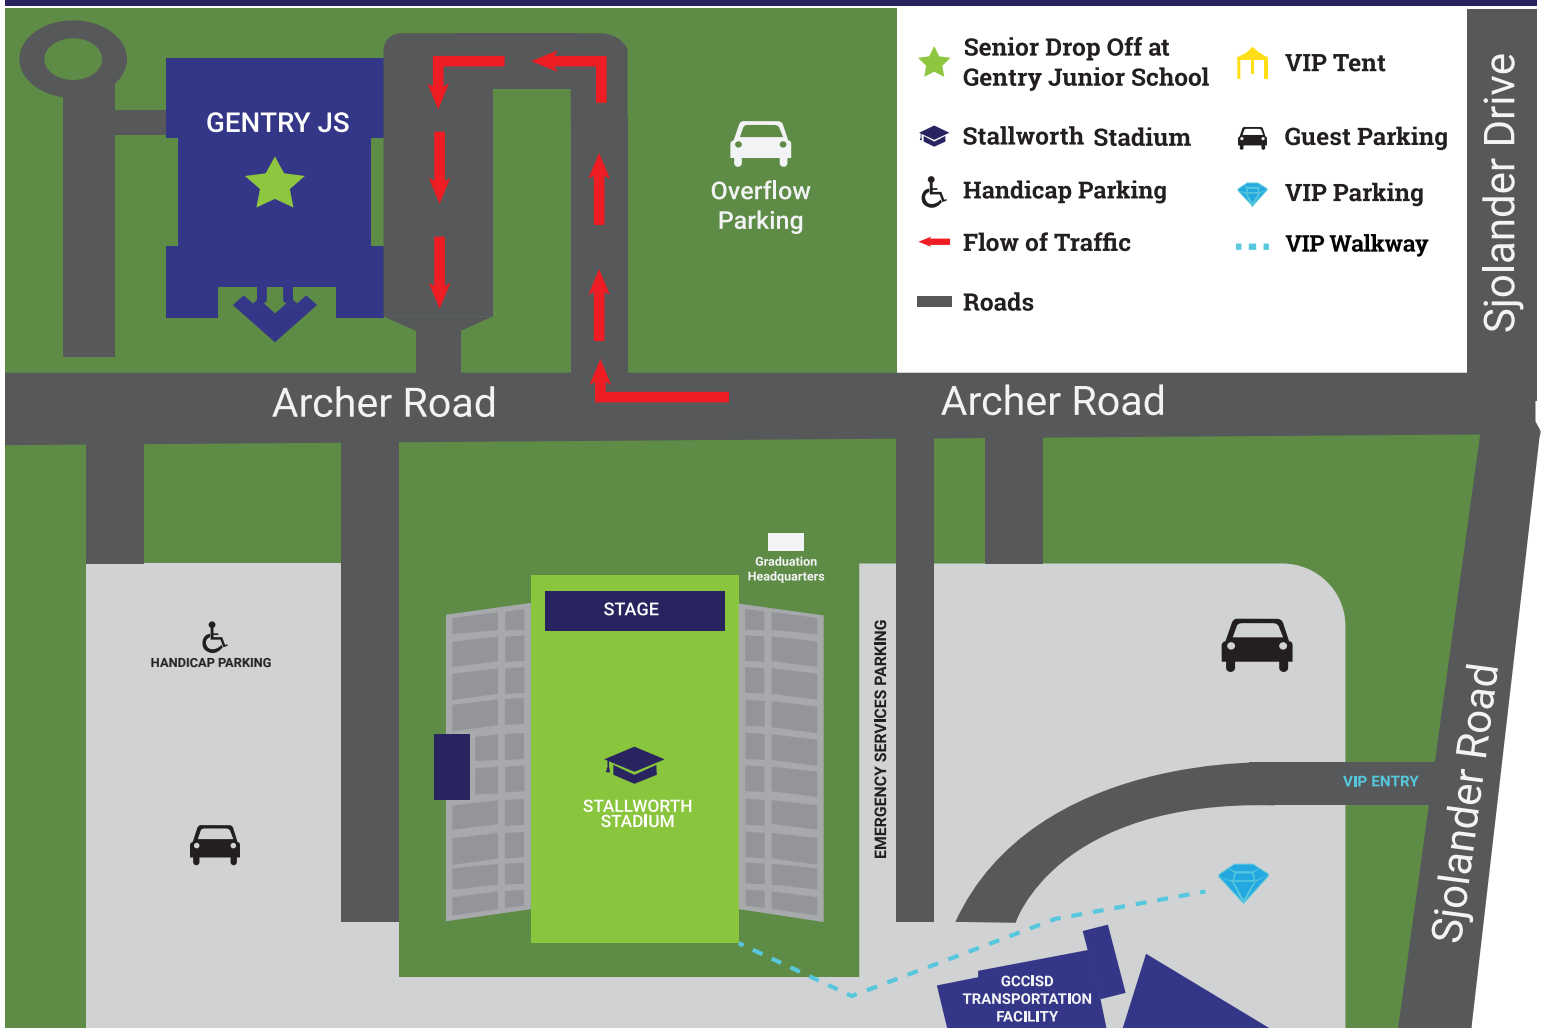 GENTRY JS
Overflow
Parking
Senior Drop Off at
Gentry Junior School
Stallworth Stadium
Handicap Parking
Flow of Traffic
Roads
VIP Tent
Guest Parking
VIP Parking
VIP Walkway
Sjolander Drive
Archer Road
Archer Road
Graduation
Headquarters
STAGE
HANDICAP PARKING
STALLWORTH
STADIUM
EMERGENCY SERVICES PARKING
VIP ENTRY
Sjolander Road
GCCISD
TRANSPORTATION
FACILITY